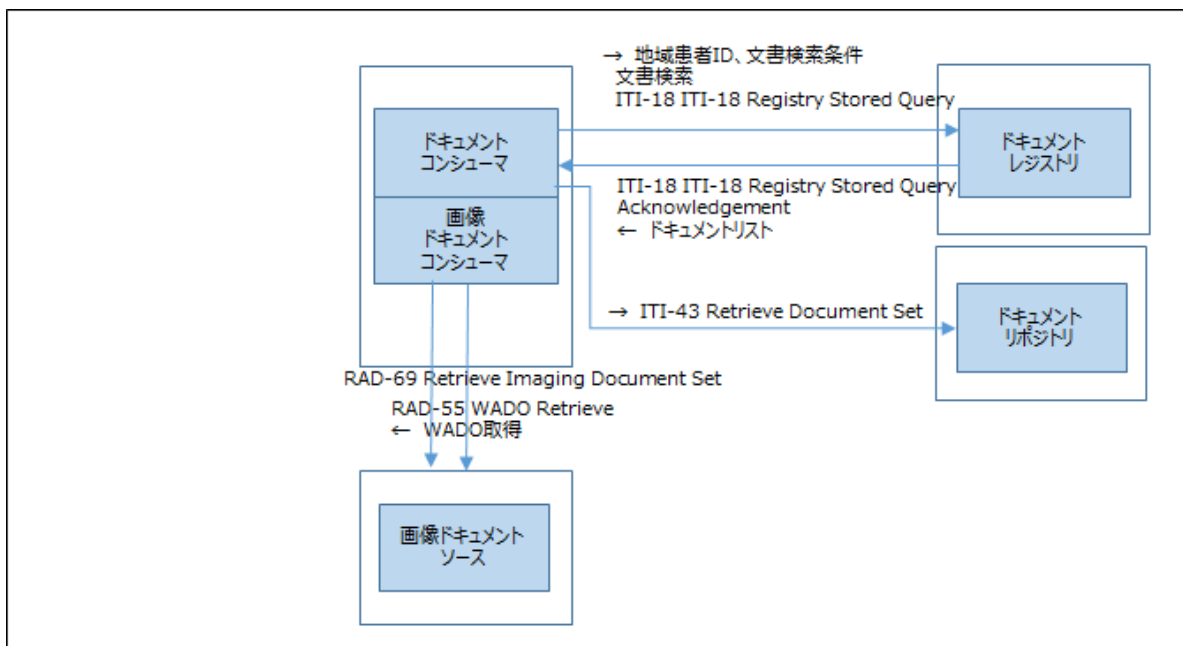 → 地域患者ID、文書検索条件
文書検索
ITI-18 ITI-18 Registry Stored Query
ドキュメント
コンシューマ
ドキュメント
レジストリ
ITI-18 ITI-18 Registry Stored Query
Acknowledgement
← ドキュメントリスト
画像
ドキュメント
コンシューマ
→ ITI-43 Retrieve Document Set
ドキュメント
リポジトリ
RAD-69 Retrieve Imaging Document Set
RAD-55 WADO Retrieve
← WADO取得
画像ドキュメント
ソース